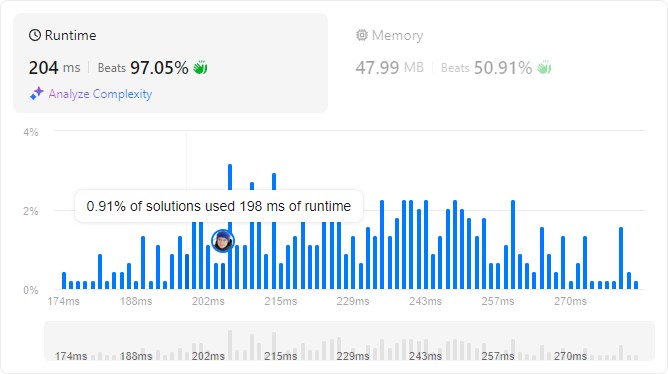 Runtime
204 ms | Beats 97.05%
Analyze Complexity
Memory
47.99 MB | Beats 50.91%
4%
2%
0%
0.91% of solutions used 198 ms of runtime
174ms 188ms 202ms 215ms 229ms 243ms 257ms 270ms
174ms 188ms 202ms 215ms 229ms 243ms 257ms 270ms